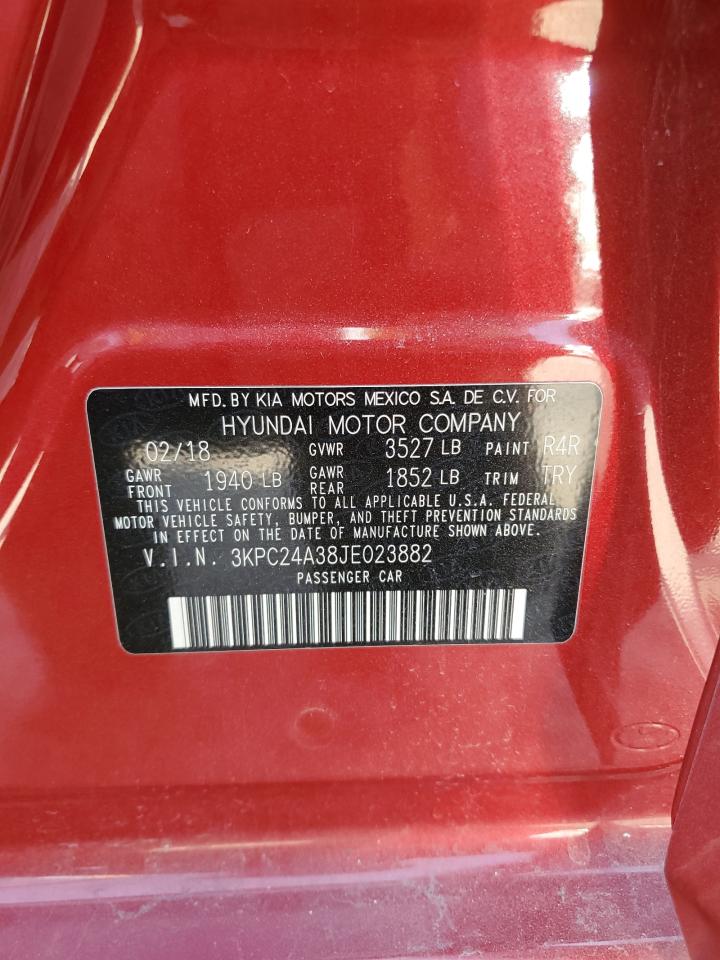 MFD. BY KIA MOTORS MEXICO S.A. DE C.V. FOR
HYUNDAI MOTOR COMPANY
02/18 GVWR 3527 LB PAINT R4R
GAWR FRONT 1940 LB GAWR REAR 1852 LB TRIM TRY
THIS VEHICLE CONFORMS TO ALL APPLICABLE U.S.A. FEDERAL
MOTOR VEHICLE SAFETY, BUMPER, AND THEFT PREVENTION STANDARDS
IN EFFECT ON THE DATE OF MANUFACTURE SHOWN ABOVE.
V.I.N. 3KPC24A38JE023882
PASSENGER CAR